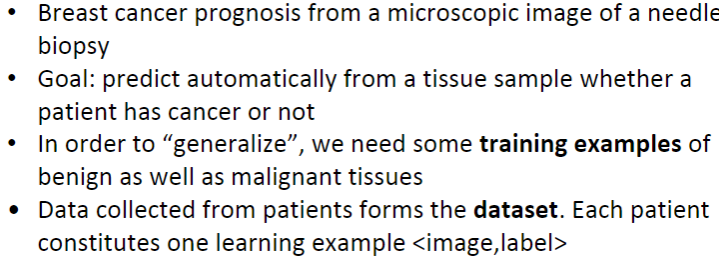 • Breast cancer prognosis from a microscopic image of a needle
biopsy
• Goal: predict automatically from a tissue sample whether a
patient has cancer or not
• In order to “generalize”, we need some training examples of
benign as well as malignant tissues
• Data collected from patients forms the dataset. Each patient
constitutes one learning example <image,label>